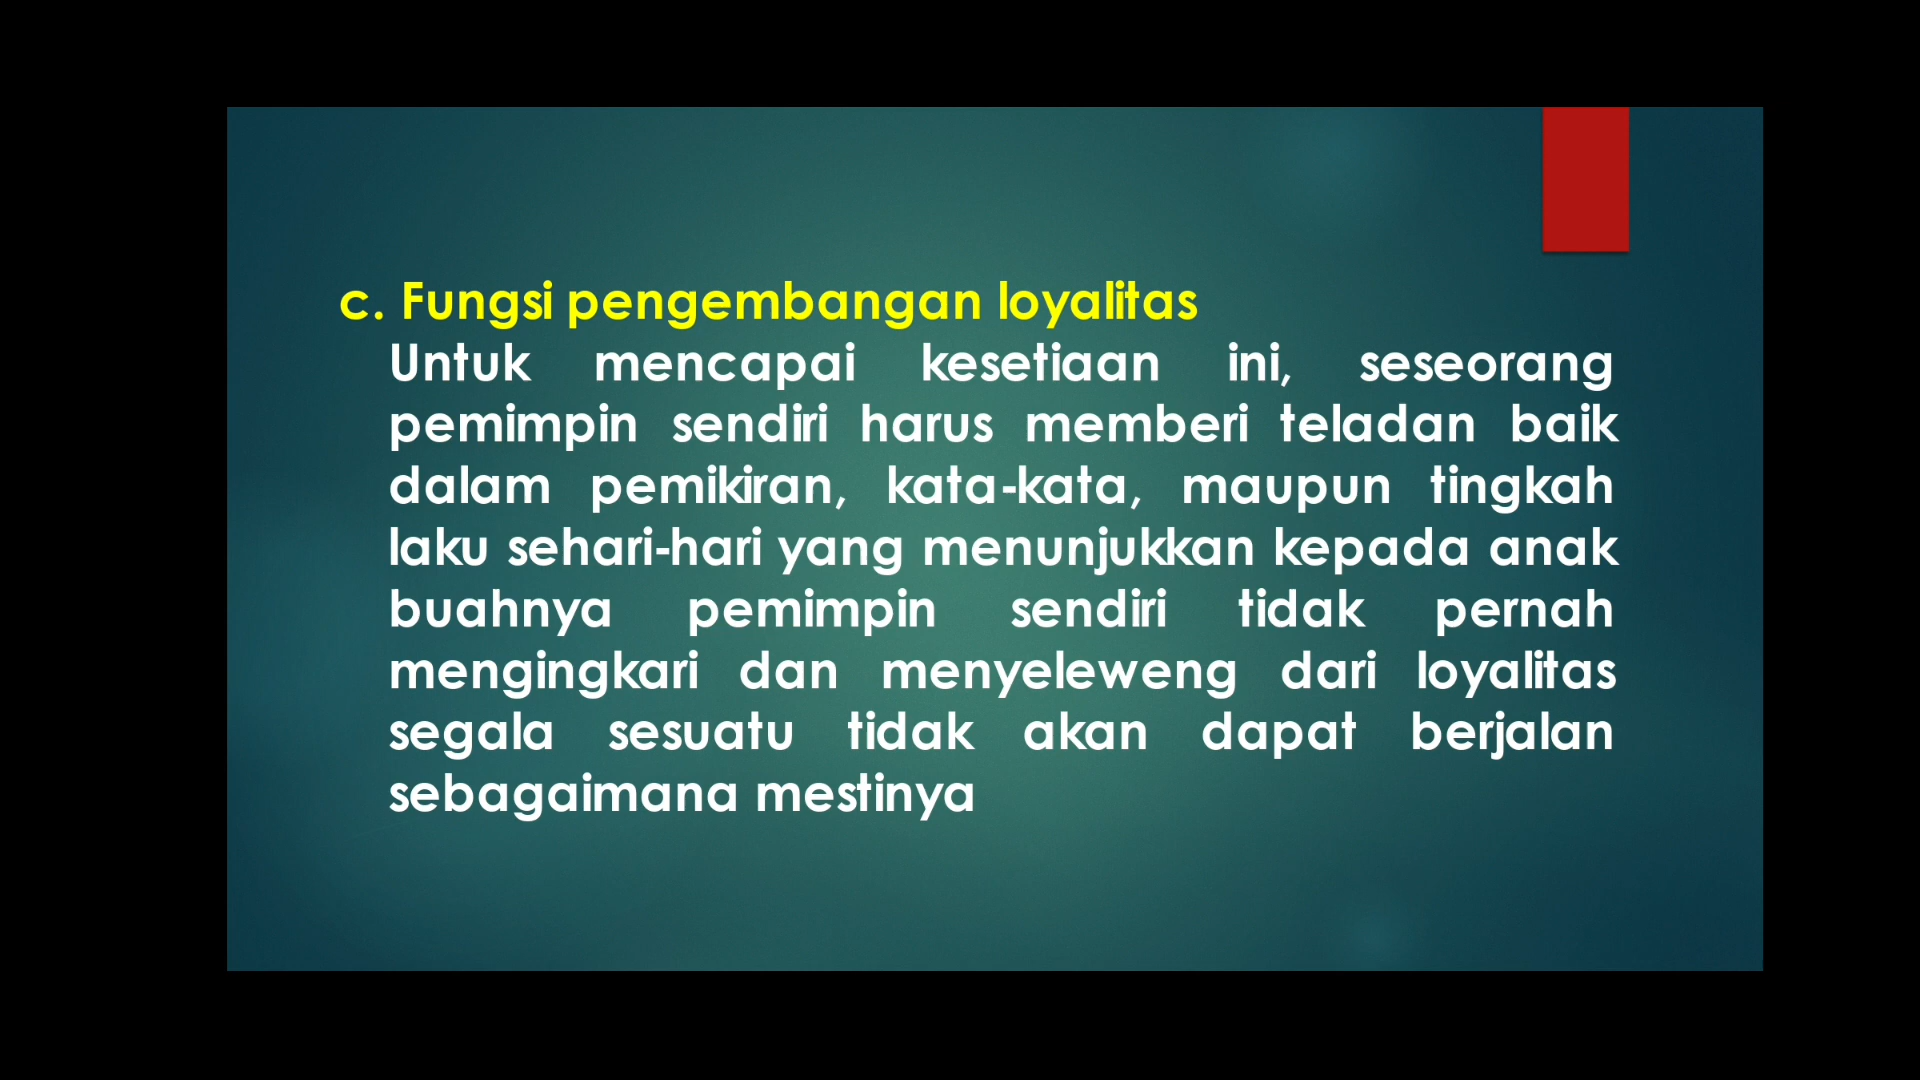 c. Fungsi pengembangan loyalitas
Untuk mencapai kesetiaan ini, seseorang
pemimpin sendiri harus memberi teladan baik
dalam pemikiran, kata-kata, maupun tingkah
laku sehari-hari yang menunjukkan kepada anak
buahnya pemimpin sendiri tidak pernah
mengingkari dan menyeleweng dari loyalitas
segala sesuatu tidak akan dapat berjalan
sebagaimana mestinya